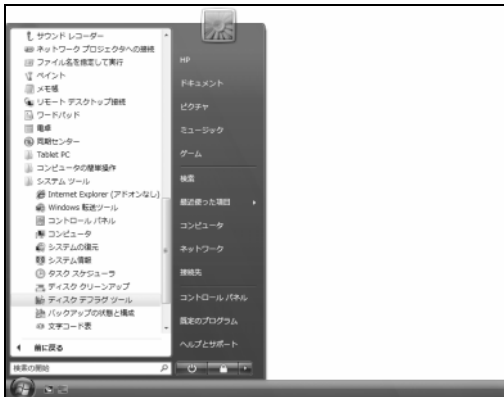 サウンド レコーダー
ネットワーク プロジェクタへの接続
ファイル名を指定して実行
ペイント
メモ帳
リモート デスクトップ接続
ワードパッド
電卓
同期センター
Tablet PC
コンピュータの簡単操作
システム ツール
Internet Explorer (アドオンなし)
Windows 転送ツール
コントロール パネル
コンピュータ
システムの復元
システム情報
タスク スケジューラ
ディスク クリーンアップ
ディスク デフラグ ツール
バックアップの状態と構成
文字コード表
前に戻る
検索の開始
HP
ドキュメント
ピクチャ
ミュージック
ゲーム
検索
最近使った項目
コンピュータ
ネットワーク
接続先
コントロール パネル
既定のプログラム
ヘルプとサポート